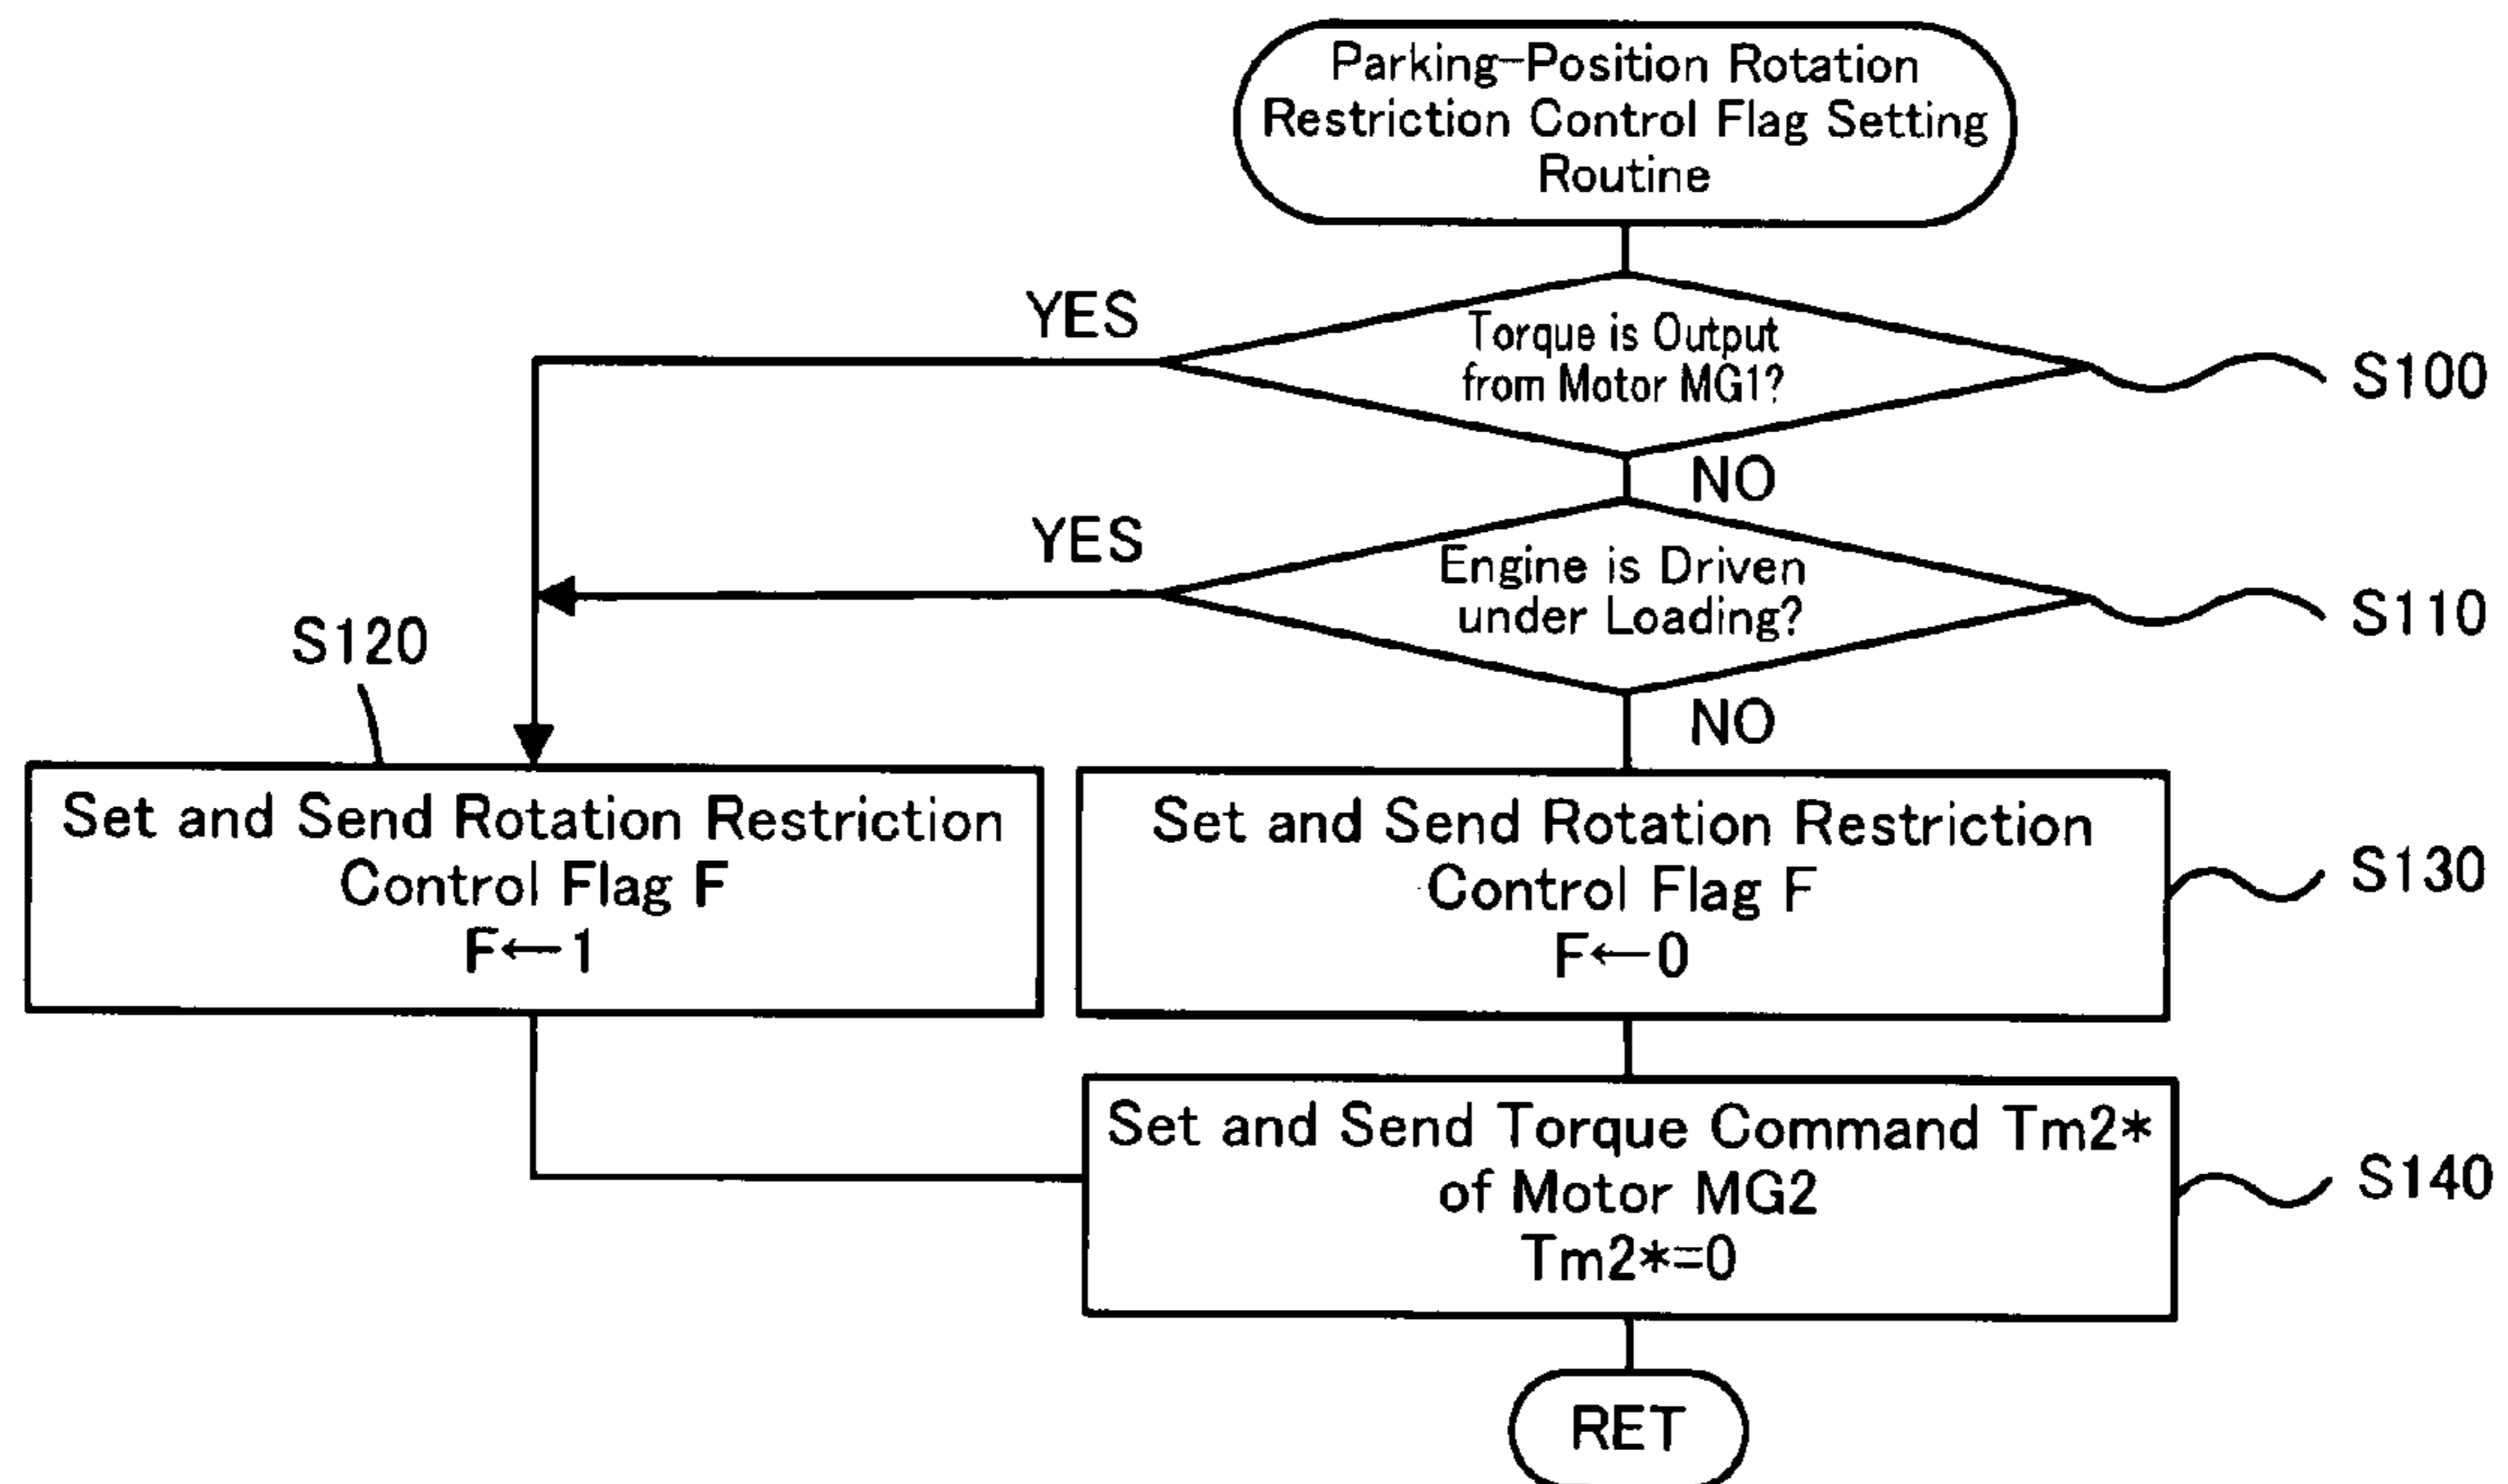 Parking-Position Rotation
Restriction Control Flag Setting
Routine
YES
Torque is Output
from Motor MG1?
S100
NO
YES
Engine is Driven
under Loading?
S110
NO
S120
Set and Send Rotation Restriction
Control Flag F
F←1
Set and Send Rotation Restriction
Control Flag F
F←0
S130
Set and Send Torque Command Tm2*
of Motor MG2
Tm2*=0
S140
RET